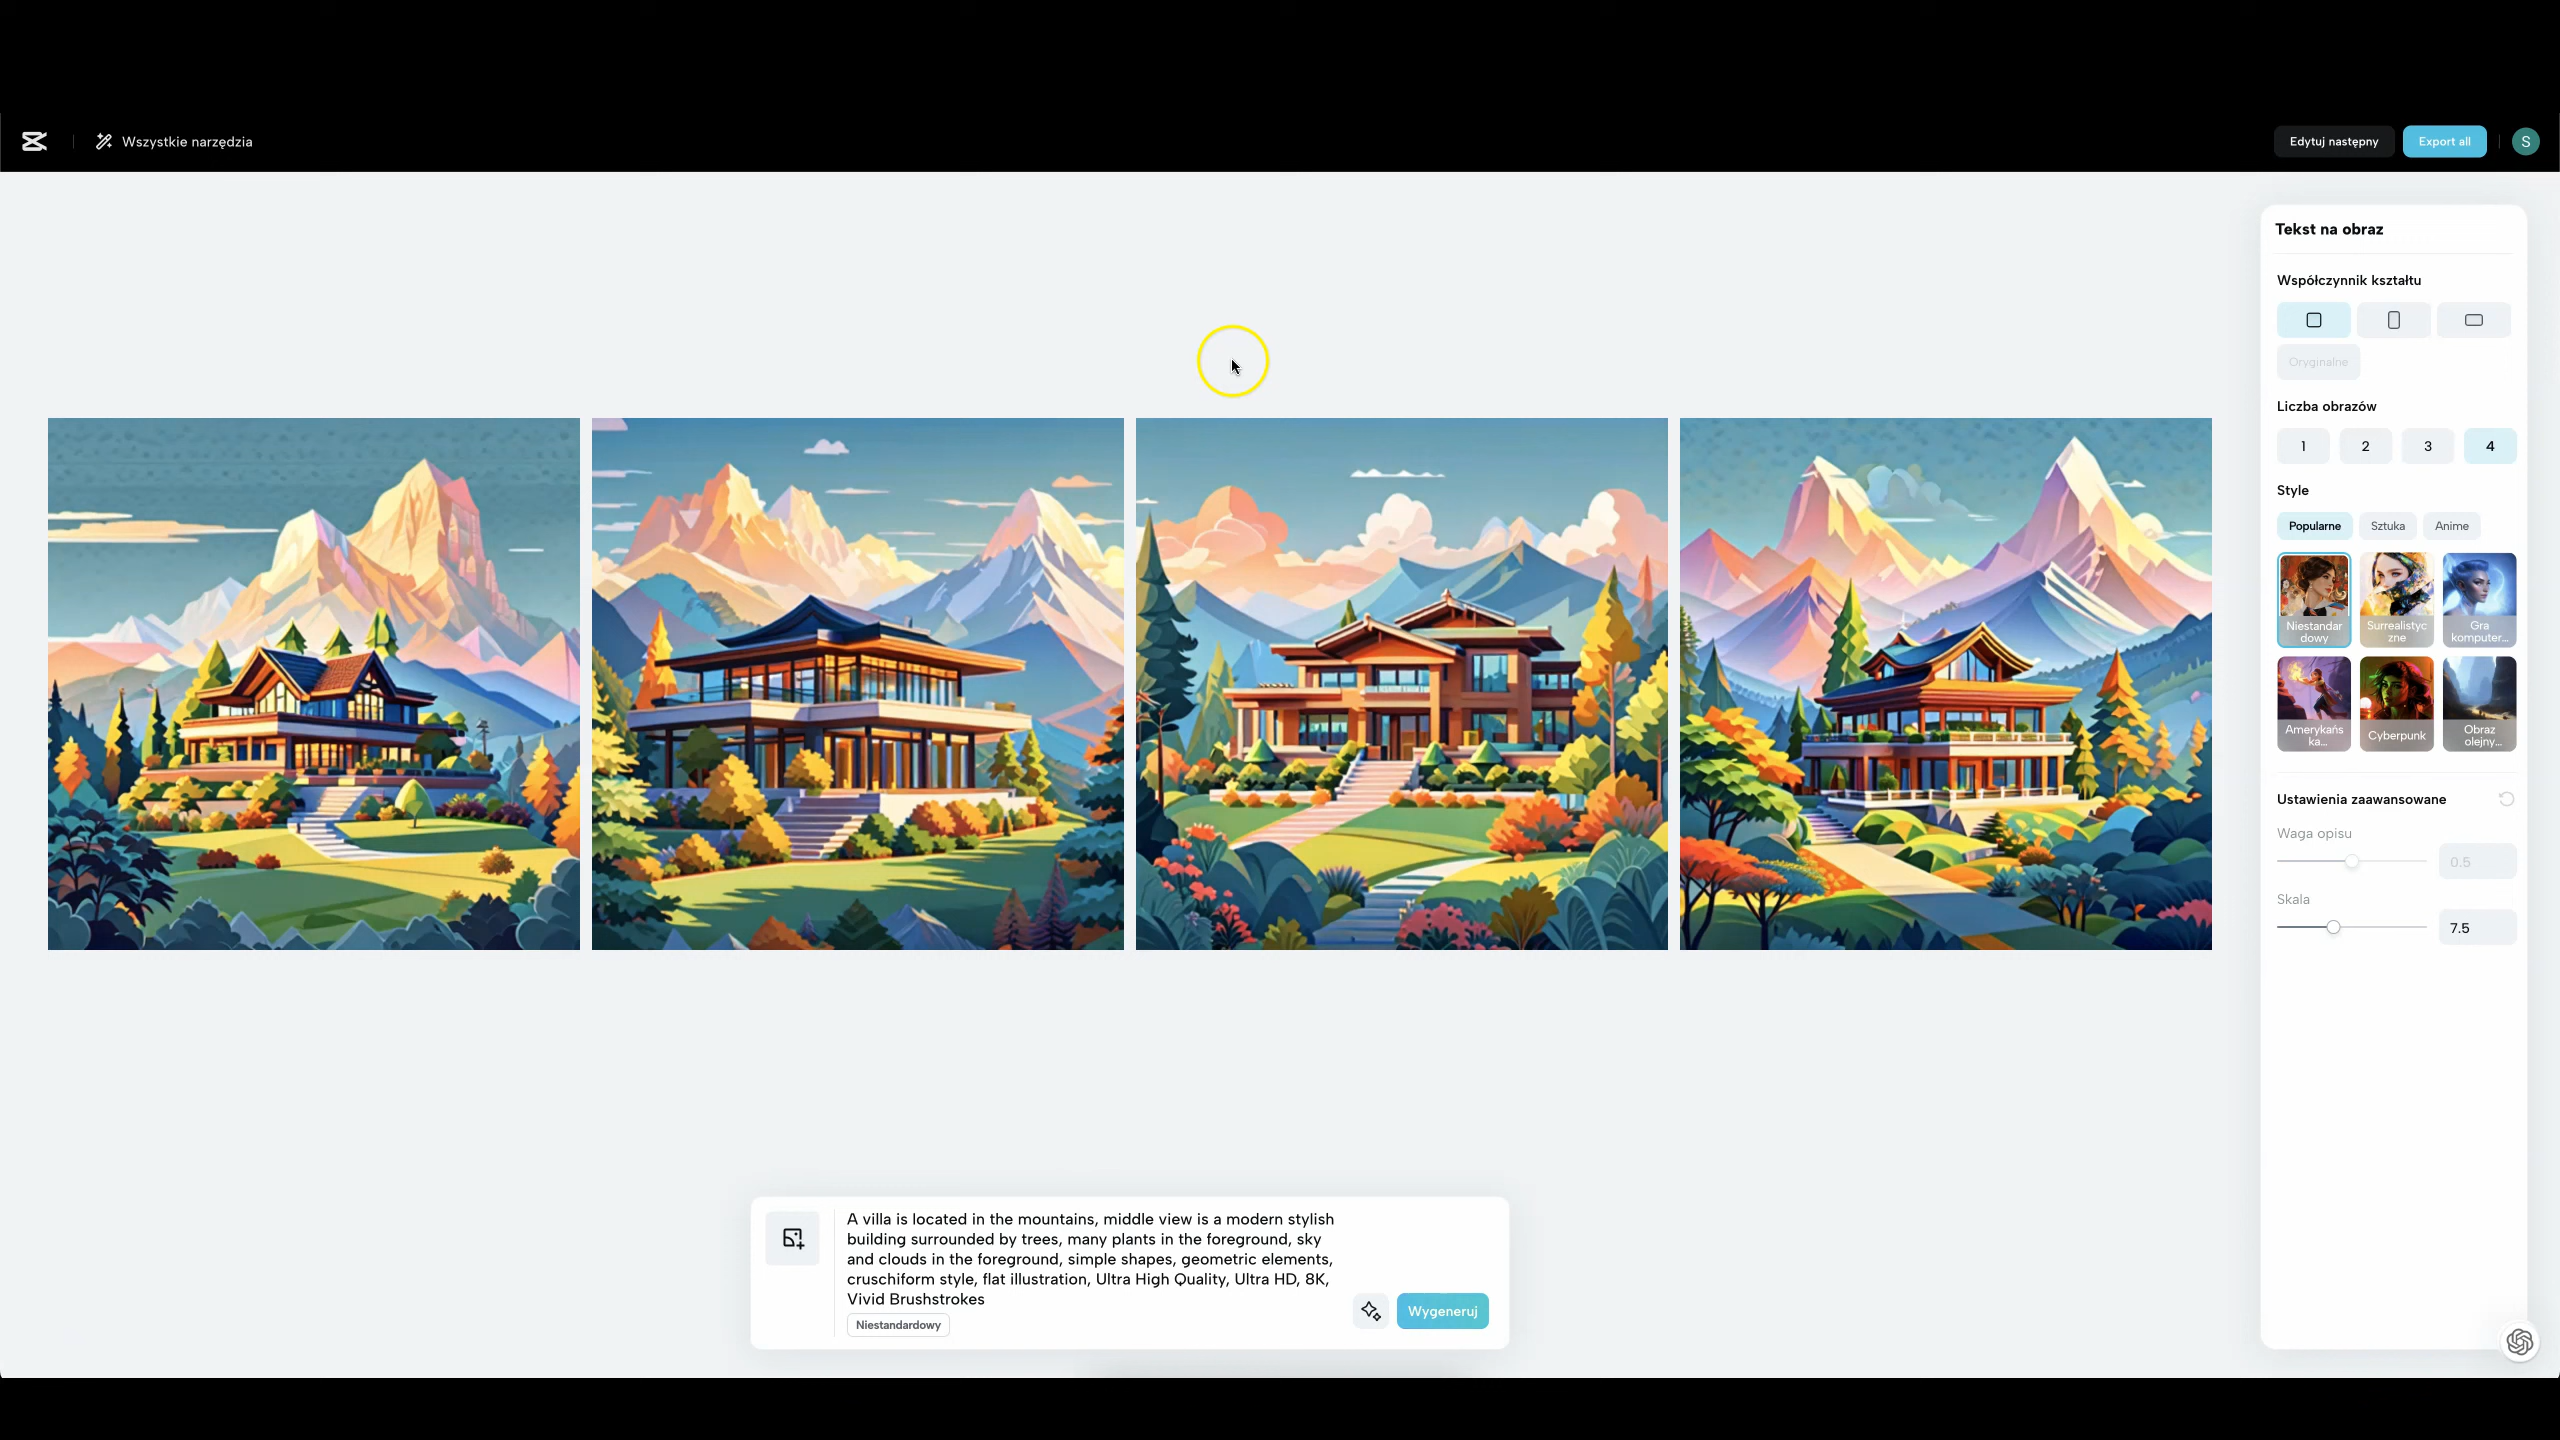 Wszystkie narzędzia
Edytuj następny
Export all
S
Tekst na obraz
Współczynnik kształtu
Oryginalne
Liczba obrazów
1 2 3 4
Style
Popularne Sztuka Anime
Niestandar
dowy
Surrealistyc
zne
Gra
komputer...
Amerykańs
ka...
Cyberpunk
Obraz
olejny...
Ustawienia zaawansowane
Waga opisu
0.5
Skala
7.5
A villa is located in the mountains, middle view is a modern stylish
building surrounded by trees, many plants in the foreground, sky
and clouds in the foreground, simple shapes, geometric elements,
cruschiform style, flat illustration, Ultra High Quality, Ultra HD, 8K,
Vivid Brushstrokes
Niestandardowy
Wygeneruj